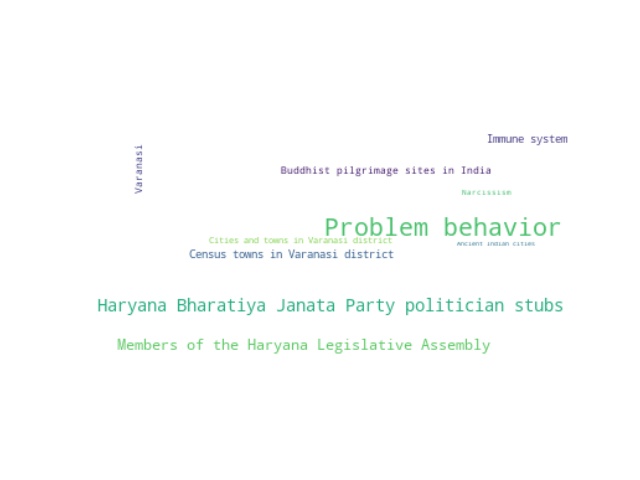 Immune system
Varanasi
Buddhist pilgrimage sites in India
Narcissism
Problem behavior
Cities and towns in Varanasi district
Ancient Indian cities
Census towns in Varanasi district
Haryana Bharatiya Janata Party politician stubs
Members of the Haryana Legislative Assembly